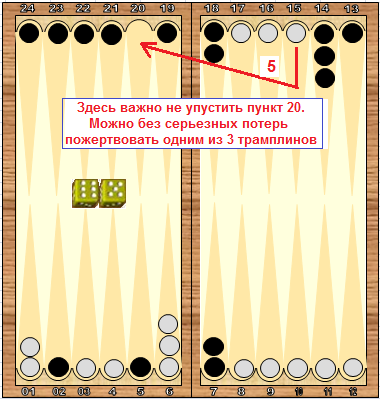 24 23 22 21 20 19 18 17 16 15 14 13
5
Здесь важно не упустить пункт 20.
Можно без серьезных потерь
пожертвовать одним из 3 трамплинов
01 02 03 4 5 6 7 8 9 10 11 12